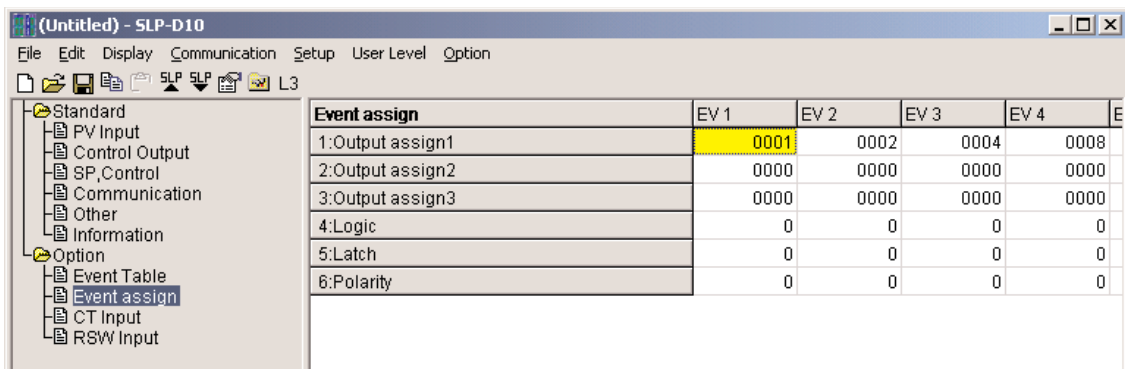 (Untitled) - SLP-D10
File Edit Display Communication Setup User Level Option
SLP SLP L3
Standard
PV Input
Control Output
SP,Control
Communication
Other
Information
Option
Event Table
Event assign
CT Input
RSW Input
Event assign EV 1 EV 2 EV 3 EV 4 E
1:Output assign1 0001 0002 0004 0008
2:Output assign2 0000 0000 0000 0000
3:Output assign3 0000 0000 0000 0000
4:Logic 0 0 0 0
5:Latch 0 0 0 0
6:Polarity 0 0 0 0